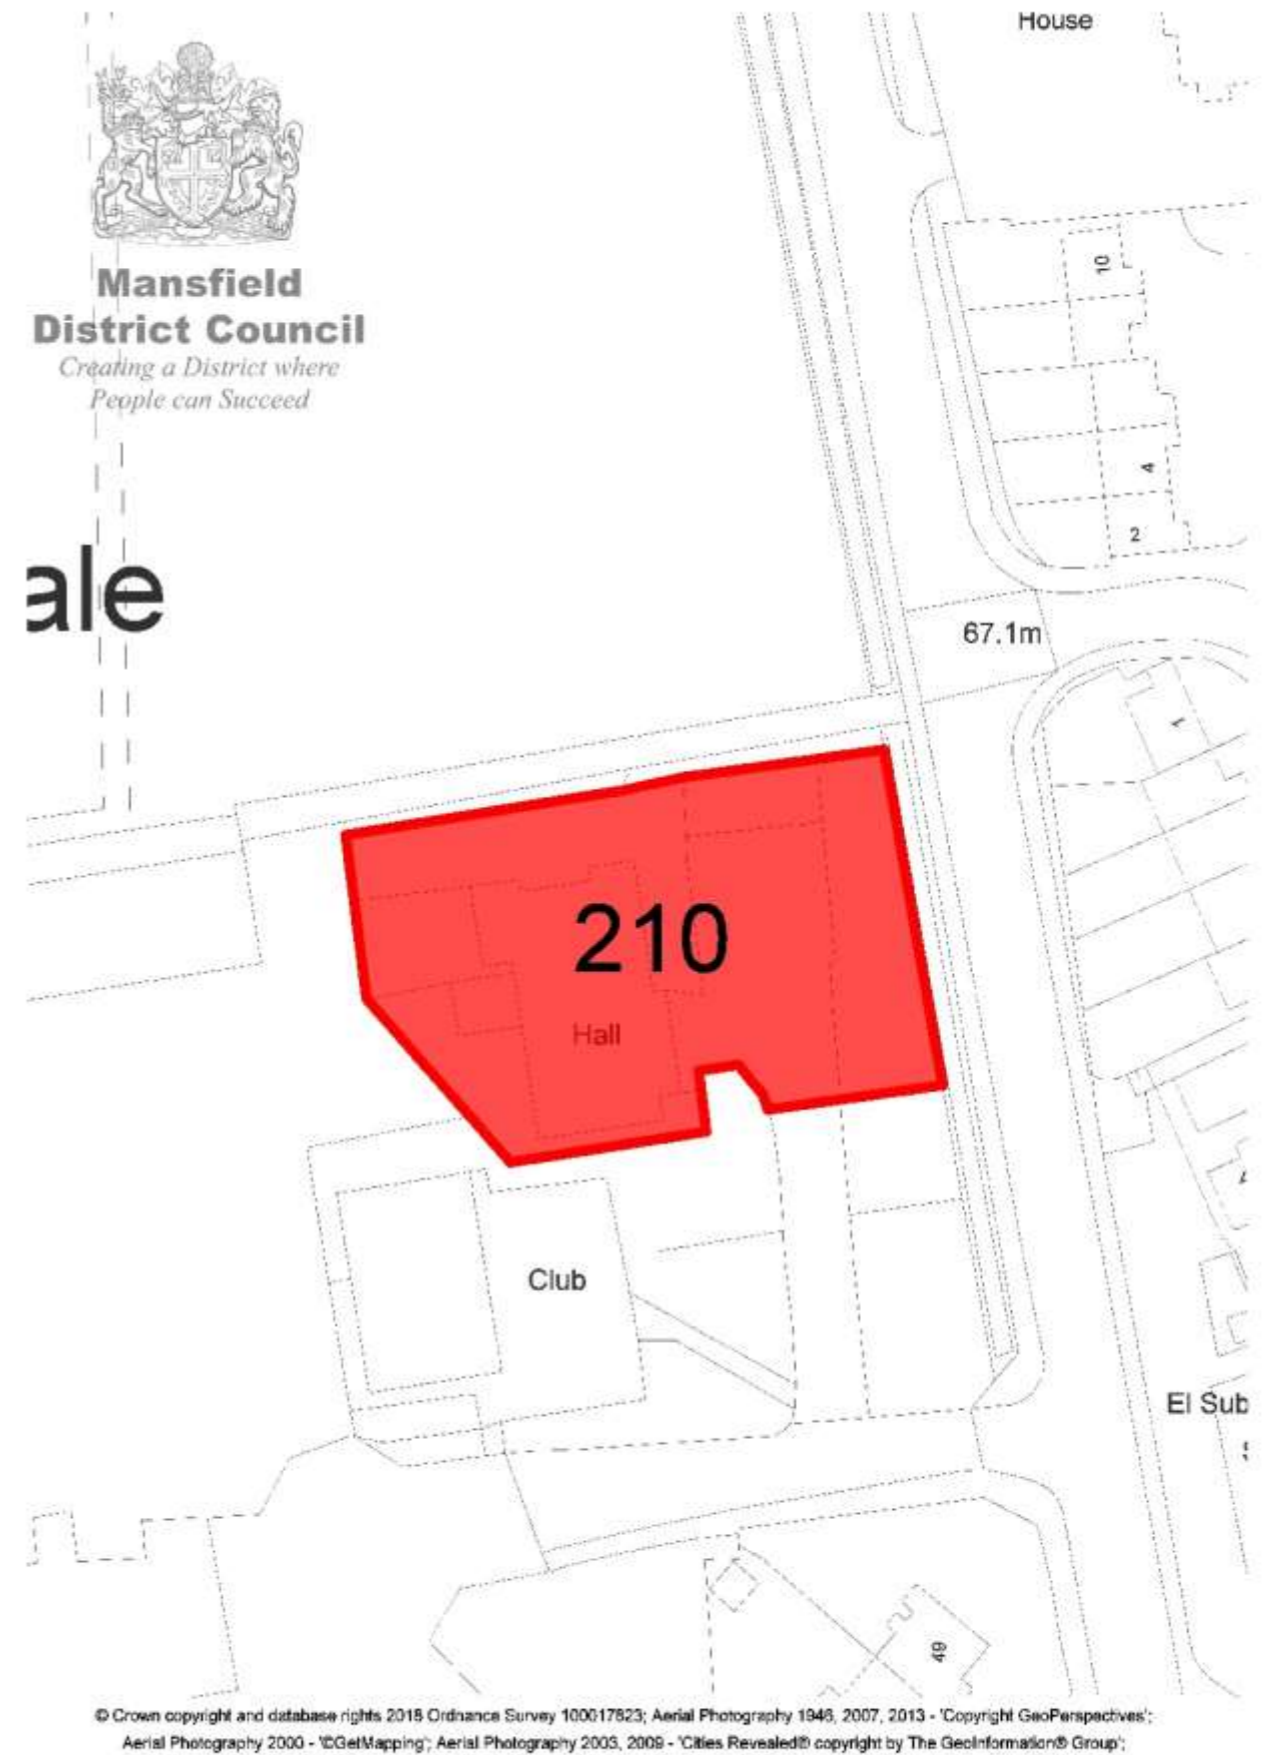 House
Mansfield
District Council
Creating a District where
People can Succeed
10
4
2
ale
67.1m
1
210
Hall
Club
El Sub
49
© Crown copyright and database rights 2018 Ordnance Survey 100017823; Aerial Photography 1946, 2007, 2013 - 'Copyright GeoPerspectives';
Aerial Photography 2000 - '©GetMapping'; Aerial Photography 2003, 2009 - 'Cities Revealed® copyright by The GeoInformation® Group';